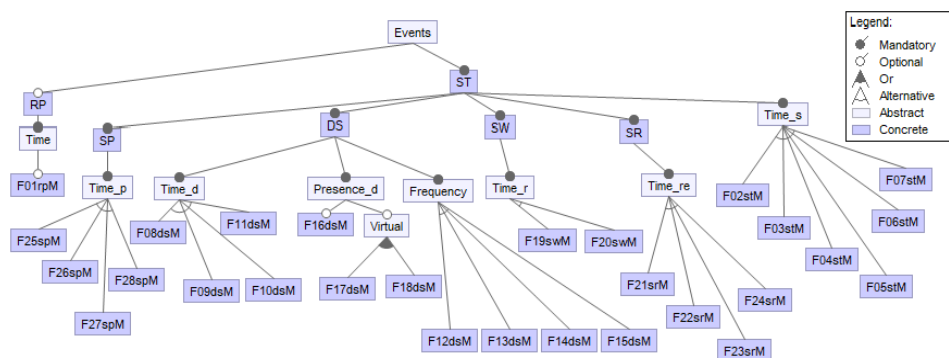 Events
Legend:
Mandatory
Optional
Or
Alternative
Abstract
Concrete
ST
RP
SP
DS
SW
SR
Time_s
Time
F01rpM
Time_p
Time_d
Presence_d
Frequency
Time_r
Time_re
F02stM
F03stM
F04stM
F05stM
F06stM
F07stM
F25spM
F26spM
F27spM
F28spM
F08dsM
F09dsM
F10dsM
F11dsM
F16dsM
Virtual
F17dsM
F18dsM
F12dsM
F13dsM
F14dsM
F15dsM
F19swM
F20swM
F21srM
F22srM
F23srM
F24srM